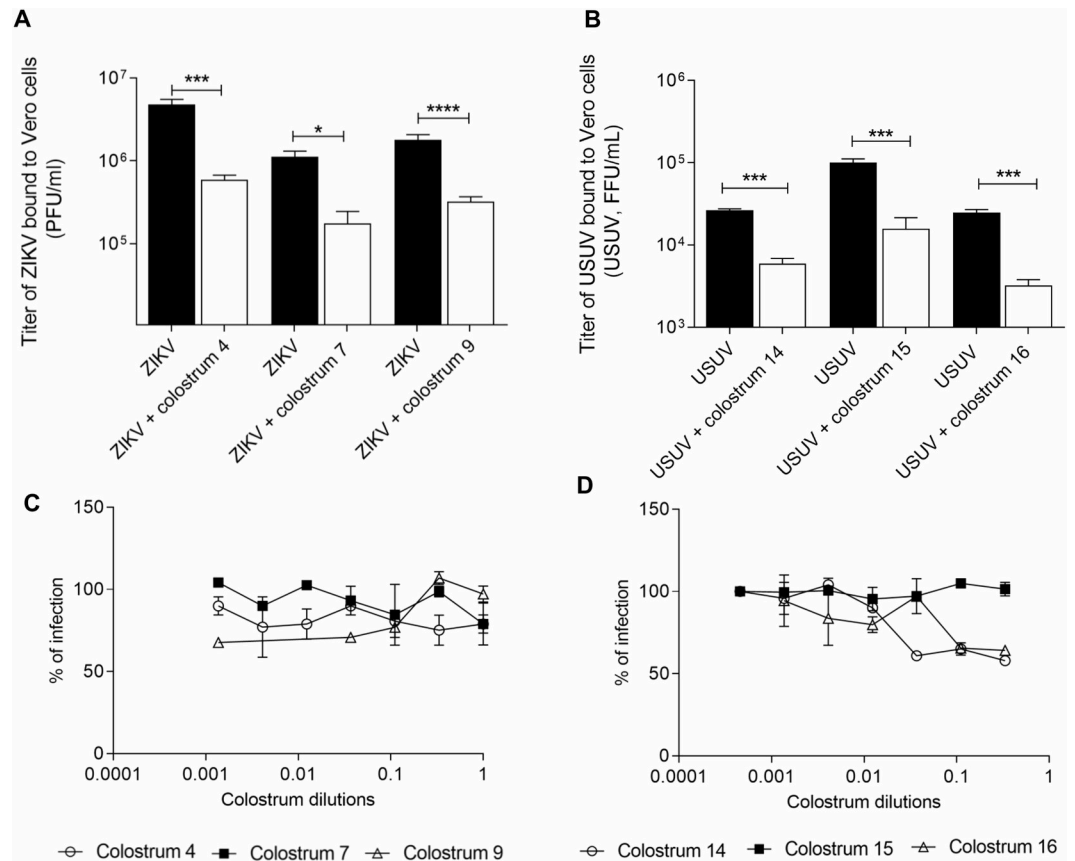 A
Titer of ZIKV bound to Vero cells
(PFU/ml)
10⁷
10⁶
10⁵
***
*
****
ZIKV
ZIKV + colostrum 4
ZIKV
ZIKV + colostrum 7
ZIKV
ZIKV + colostrum 9
B
Titer of USUV bound to Vero cells
(USUV, FFU/mL)
10⁶
10⁵
10⁴
10³
***
***
***
USUV
USUV + colostrum 14
USUV
USUV + colostrum 15
USUV
USUV + colostrum 16
C
% of infection
150
100
50
0
0.0001
0.001
0.01
0.1
1
Colostrum dilutions
Colostrum 4
Colostrum 7
Colostrum 9
D
% of infection
150
100
50
0
0.0001
0.001
0.01
0.1
1
Colostrum dilutions
Colostrum 14
Colostrum 15
Colostrum 16